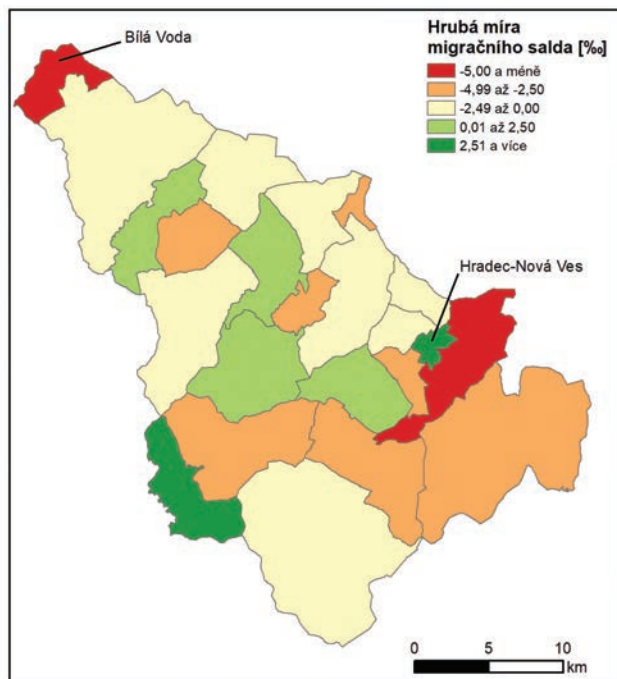 Bílá Voda
Hrubá míra
migračního salda [‰]
-5,00 a méně
-4,99 až -2,50
-2,49 až 0,00
0,01 až 2,50
2,51 a více
Hradec-Nová Ves
0 5 10
km